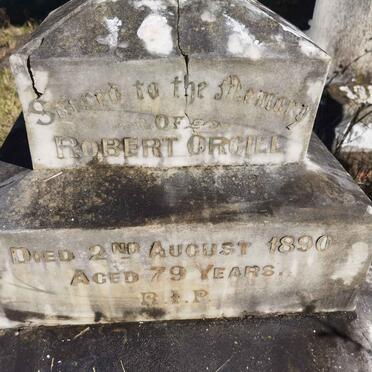 Sacred to the Memory
OF
ROBERT ORGILL
DIED 2ND AUGUST 1890
AGED 79 YEARS.
R.I.P.